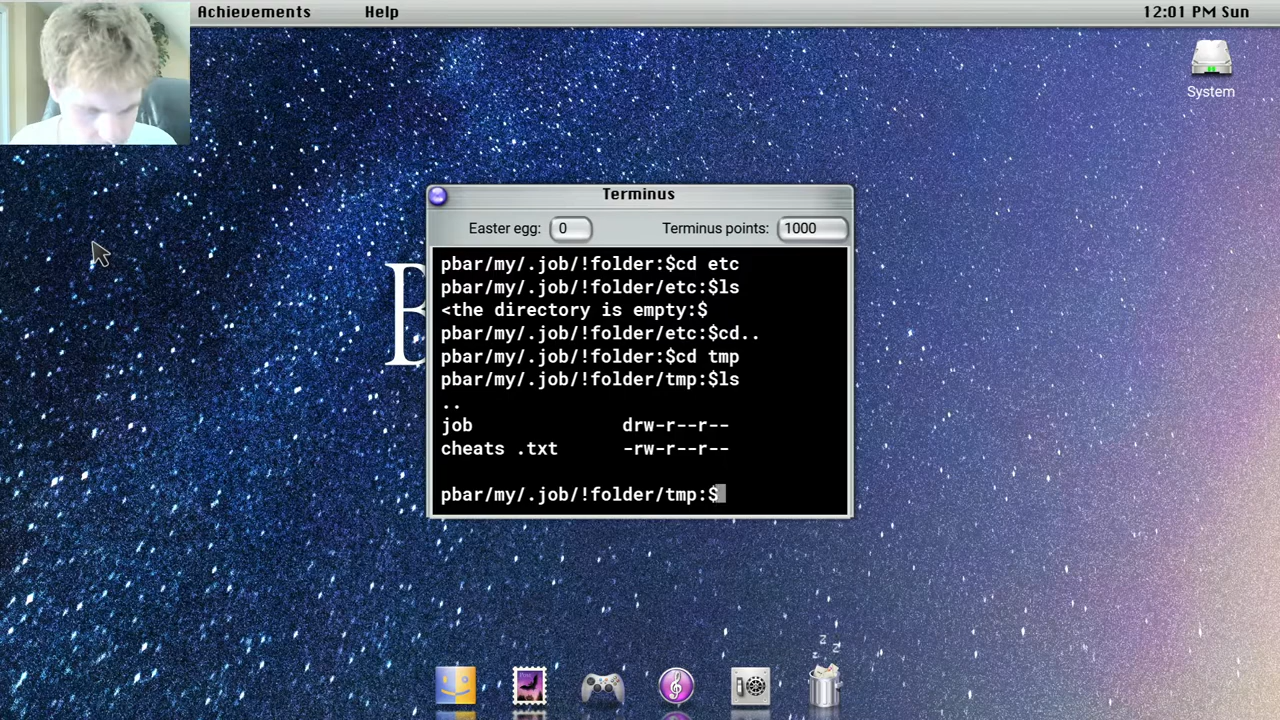 Achievements Help 12:01 PM Sun
System
Terminus
Easter egg: 0 Terminus points: 1000
pbar/my/.job/!folder:$cd etc
pbar/my/.job/!folder/etc:$ls
<the directory is empty:$
pbar/my/.job/!folder/etc:$cd..
pbar/my/.job/!folder:$cd tmp
pbar/my/.job/!folder/tmp:$ls
..
job drw-r--r--
cheats .txt -rw-r--r--
pbar/my/.job/!folder/tmp:$
B
z
z
z